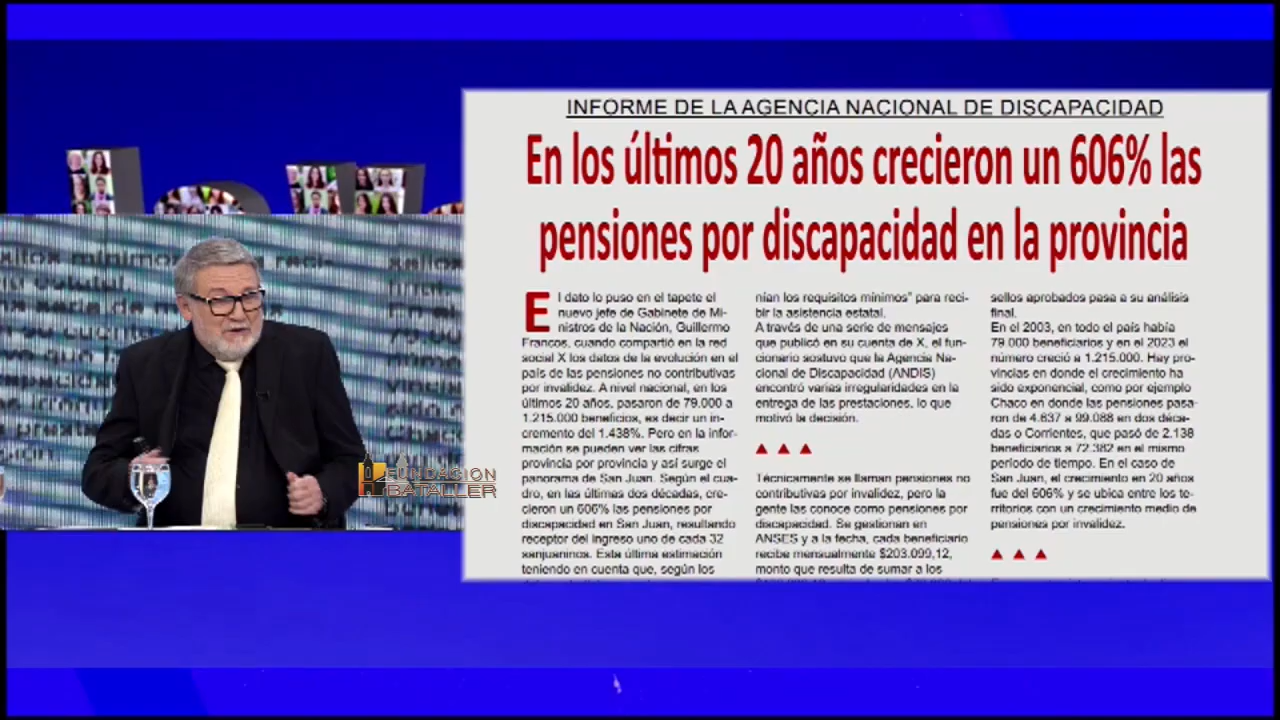 INFORME DE LA AGENCIA NACIONAL DE DISCAPACIDAD
En los últimos 20 años crecieron un 606% las
pensiones por discapacidad en la provincia
El dato lo puso en el tapete el
nuevo jefe de Gabinete de Mi-
nistros de la Nación, Guillermo
Francos, cuando compartió en la red
social X los datos de la evolución en el
país de las pensiones no contributivas
por invalidez. A nivel nacional, en los
últimos 20 años, pasaron de 79.000 a
1.215.000 beneficios, es decir un in-
cremento del 1.438%. Pero en la infor-
mación se pueden ver las cifras
provincia por provincia y así surge el
panorama de San Juan. Según el cua-
dro, en las últimas dos décadas, cre-
cieron un 606% las pensiones por
discapacidad en San Juan, resultando
receptor del ingreso uno de cada 32
sanjuaninos. Esta última estimación
teniendo en cuenta que, según los
nían los requisitos mínimos" para reci-
bir la asistencia estatal.
A través de una serie de mensajes
que publicó en su cuenta de X, el fun-
cionario sostuvo que la Agencia Na-
cional de Discapacidad (ANDIS)
encontró varias irregularidades en la
entrega de las prestaciones, lo que
motivó la decisión.
Técnicamente se llaman pensiones no
contributivas por invalidez, pero la
gente las conoce como pensiones por
discapacidad. Se gestionan en
ANSES y a la fecha, cada beneficiario
recibe mensualmente $203.099,12,
monto que resulta de sumar a los
sellos aprobados pasa a su análisis
final.
En el 2003, en todo el país había
79.000 beneficiarios y en el 2023 el
número creció a 1.215.000. Hay pro-
vincias en donde el crecimiento ha
sido exponencial, como por ejemplo
Chaco en donde las pensiones pasa-
ron de 4.637 a 99.088 en dos déca-
das o Corrientes, que pasó de 2.138
beneficiarios a 72.382 en el mismo
período de tiempo. En el caso de
San Juan, el crecimiento en 20 años
fue del 606% y se ubica entre los te-
rritorios con un crecimiento medio de
pensiones por invalidez.
FUNDACION
BATALLER